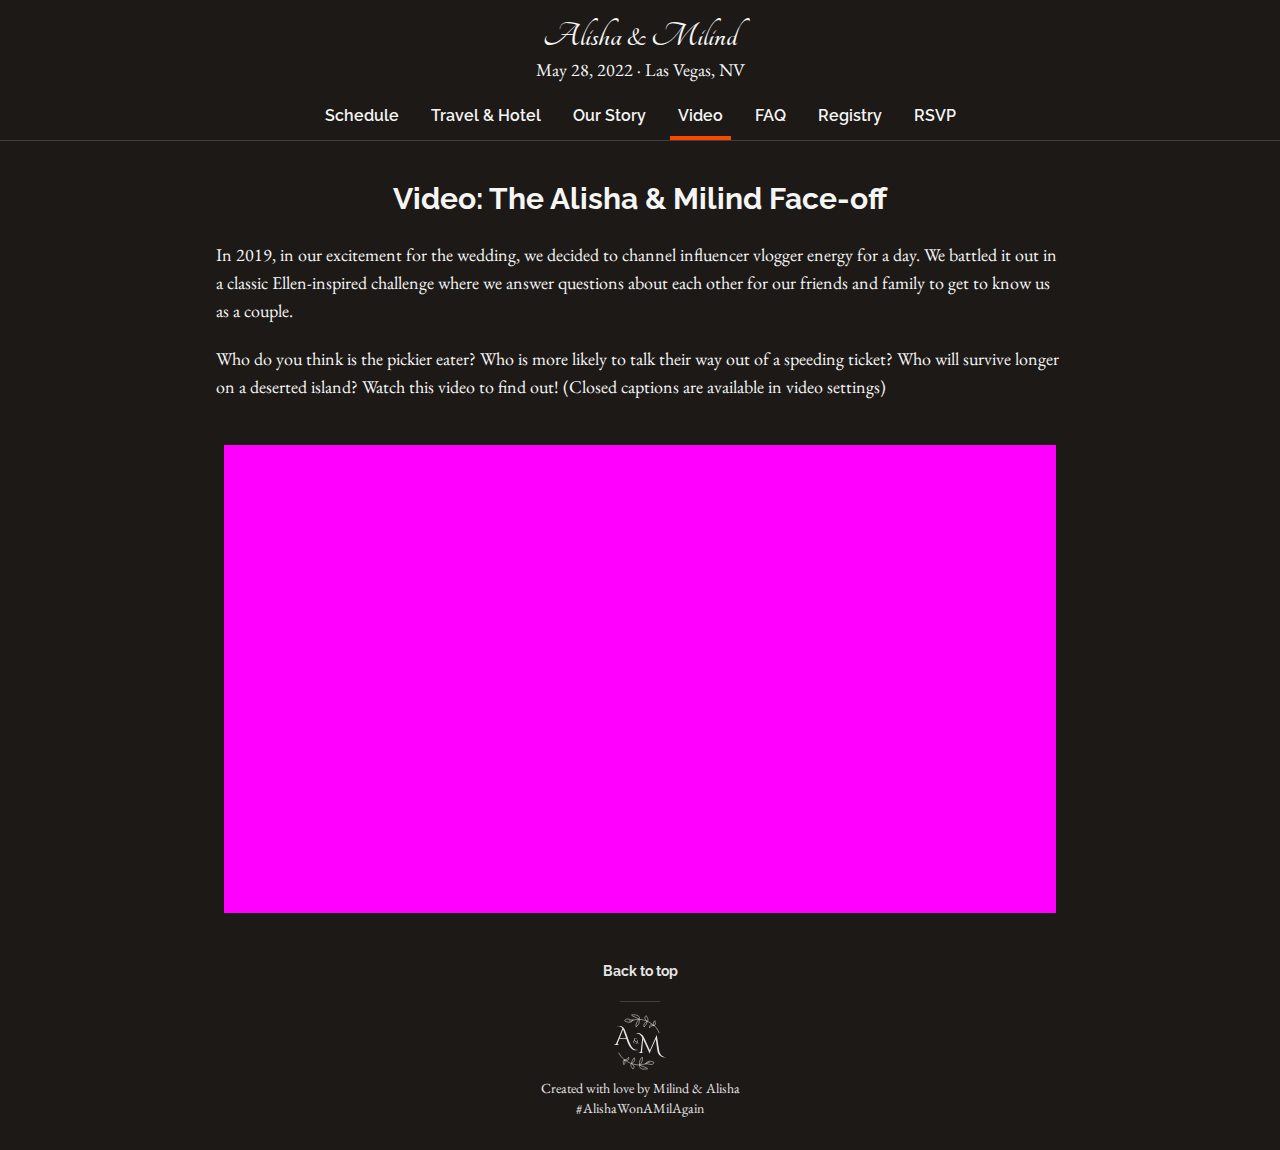 Alisha & Milind
May 28, 2022 · Las Vegas, NV
Schedule Travel & Hotel Our Story Video FAQ Registry RSVP
Video: The Alisha & Milind Face-off
In 2019, in our excitement for the wedding, we decided to channel influencer vlogger energy for a day. We battled it out in
a classic Ellen-inspired challenge where we answer questions about each other for our friends and family to get to know us
as a couple.
Who do you think is the pickier eater? Who is more likely to talk their way out of a speeding ticket? Who will survive longer
on a deserted island? Watch this video to find out! (Closed captions are available in video settings)
Back to top
A&M
Created with love by Milind & Alisha
#AlishaWonAMilAgain